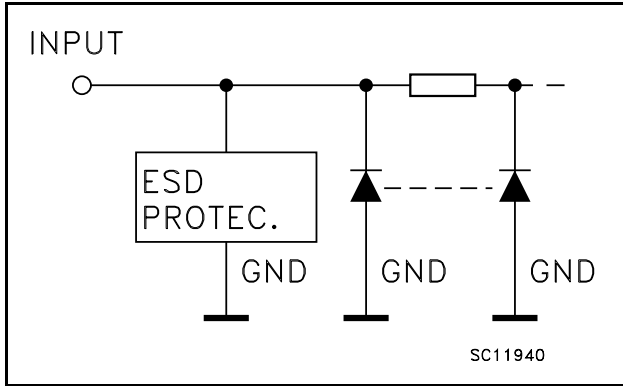 INPUT
ESD
PROTEC.
GND
GND
GND
SC11940